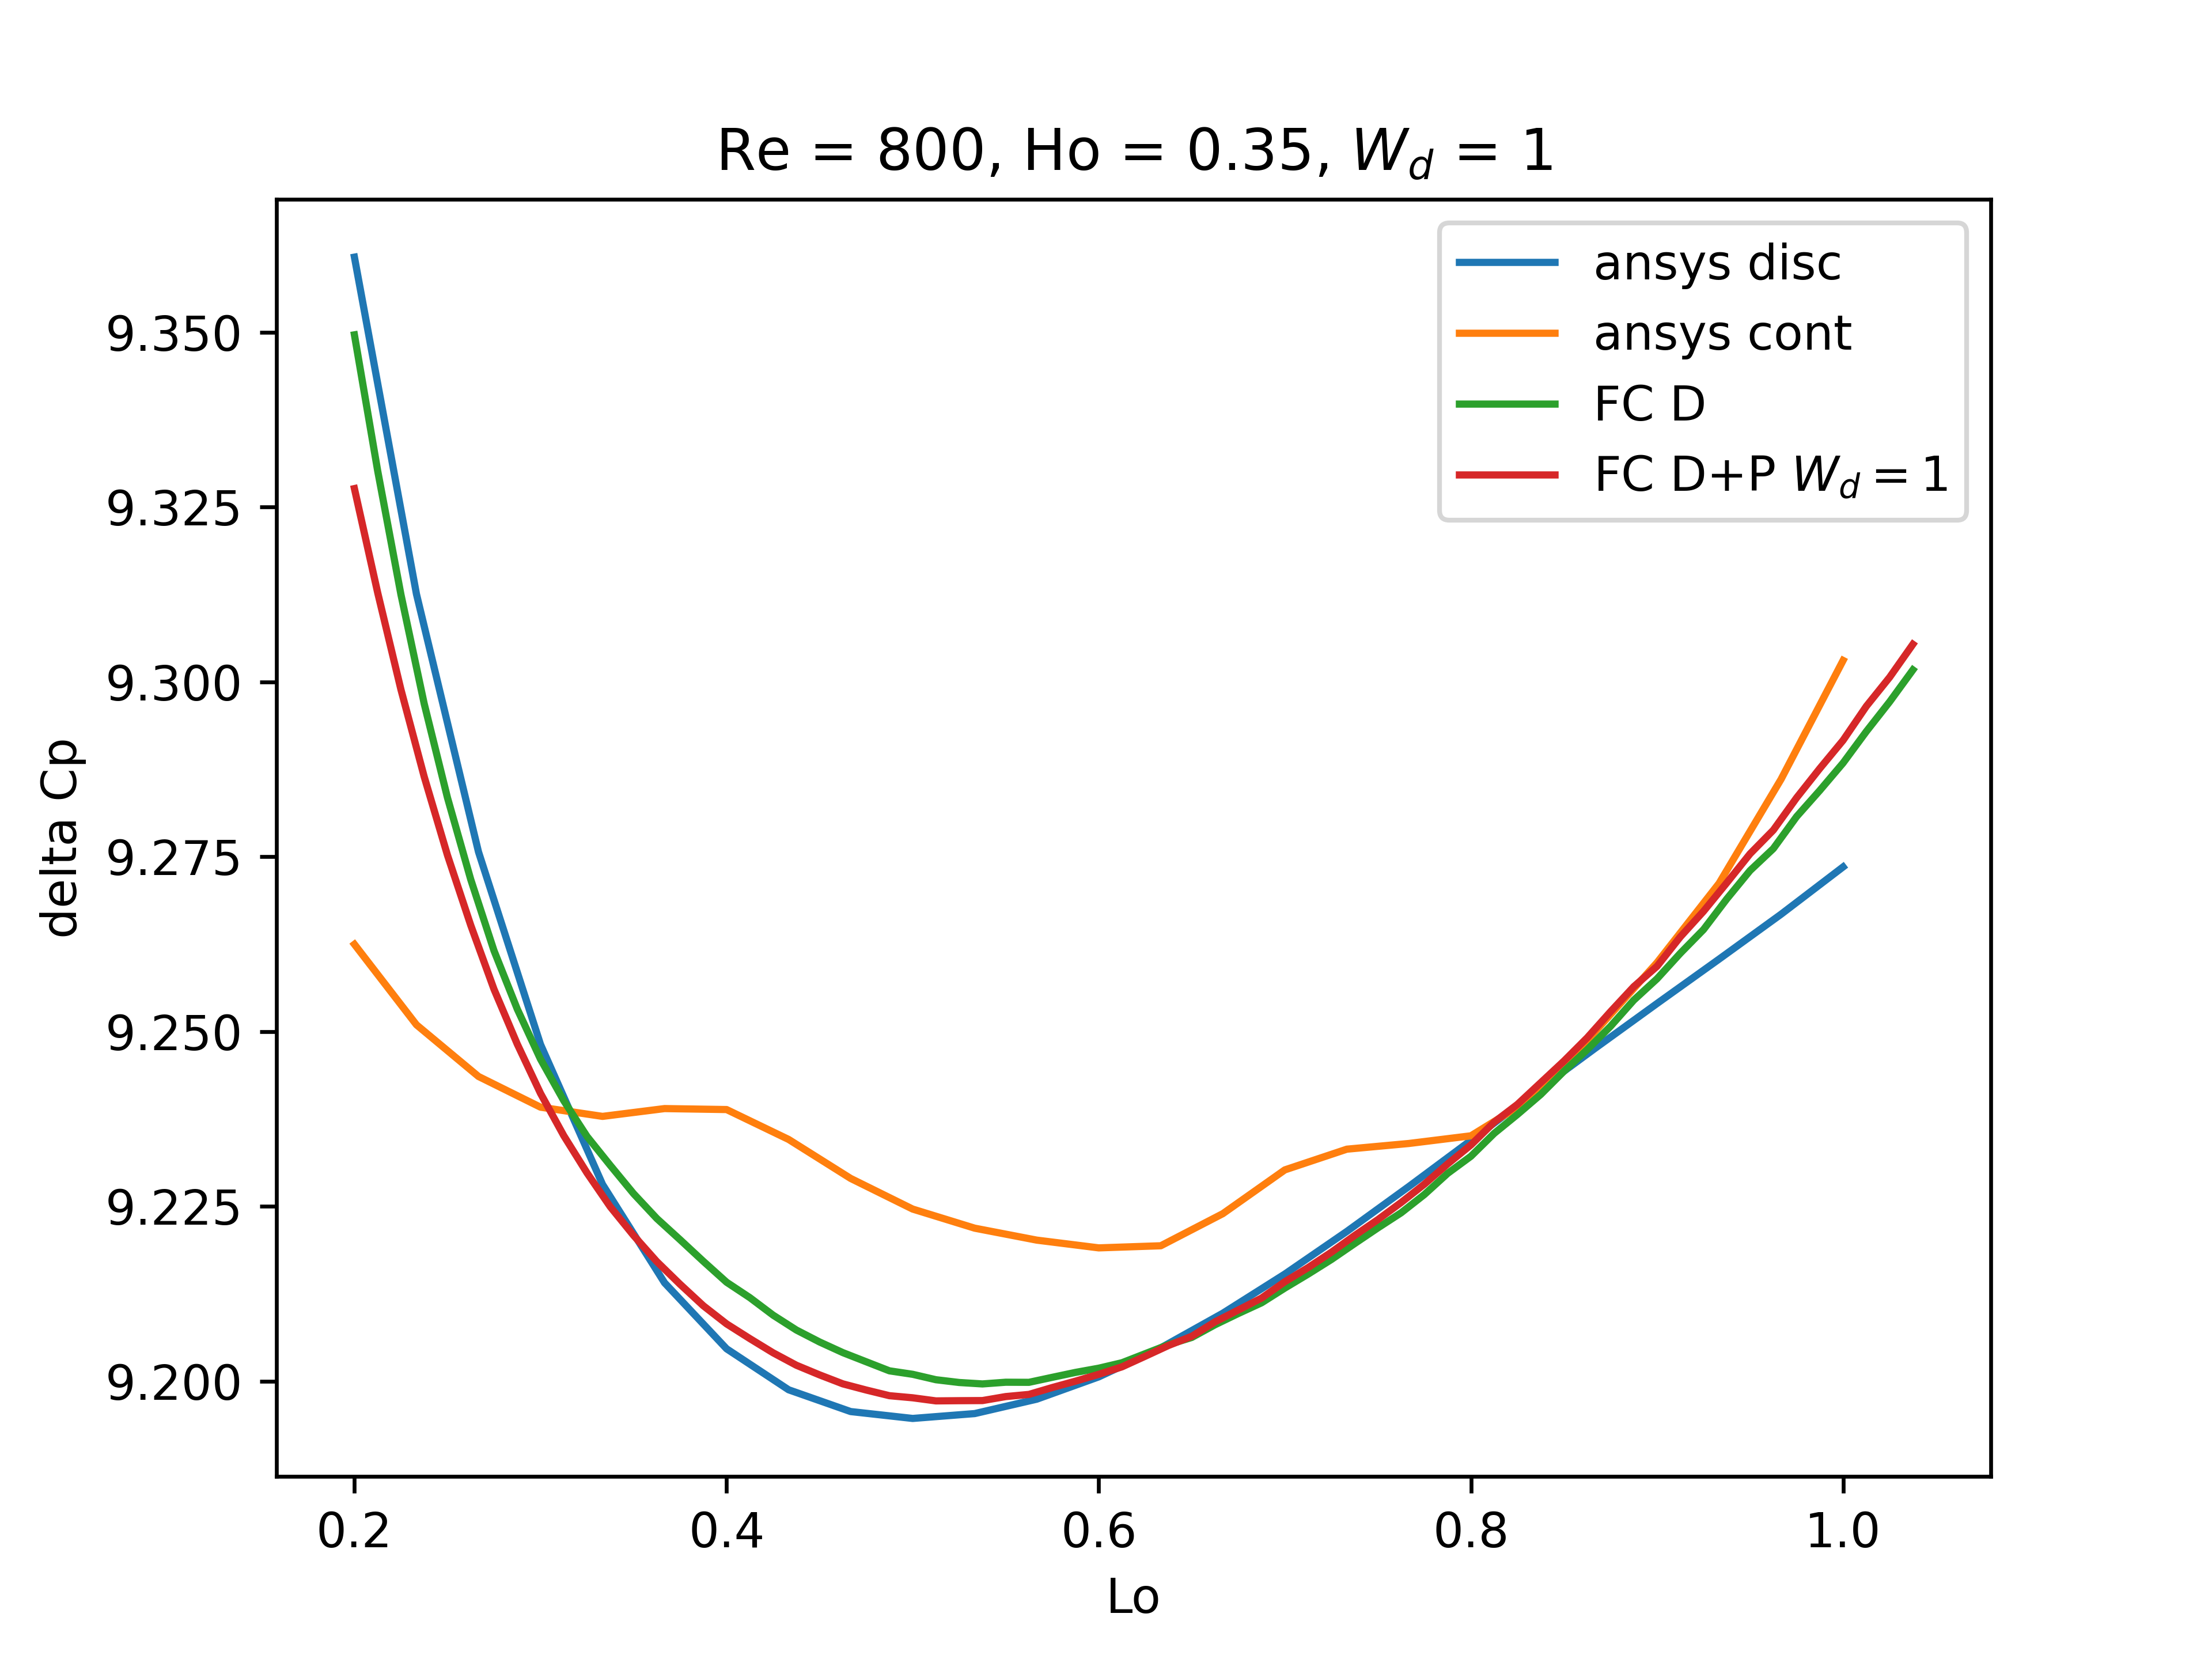 Re = 800, Ho = 0.35, W_d = 1
ansys disc
ansys cont
FC D
FC D+P W_d = 1
delta Cp
9.350
9.325
9.300
9.275
9.250
9.225
9.200
0.2 0.4 0.6 0.8 1.0
Lo